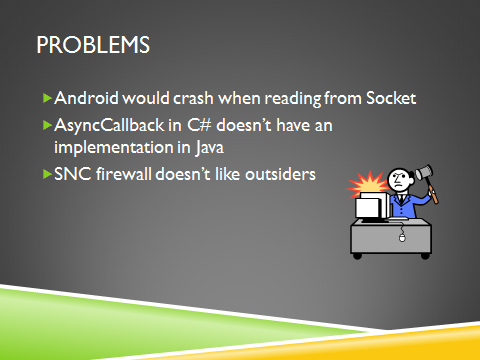 PROBLEMS
Android would crash when reading from Socket
AsyncCallback in C# doesn't have an
implementation in Java
SNC firewall doesn't like outsiders